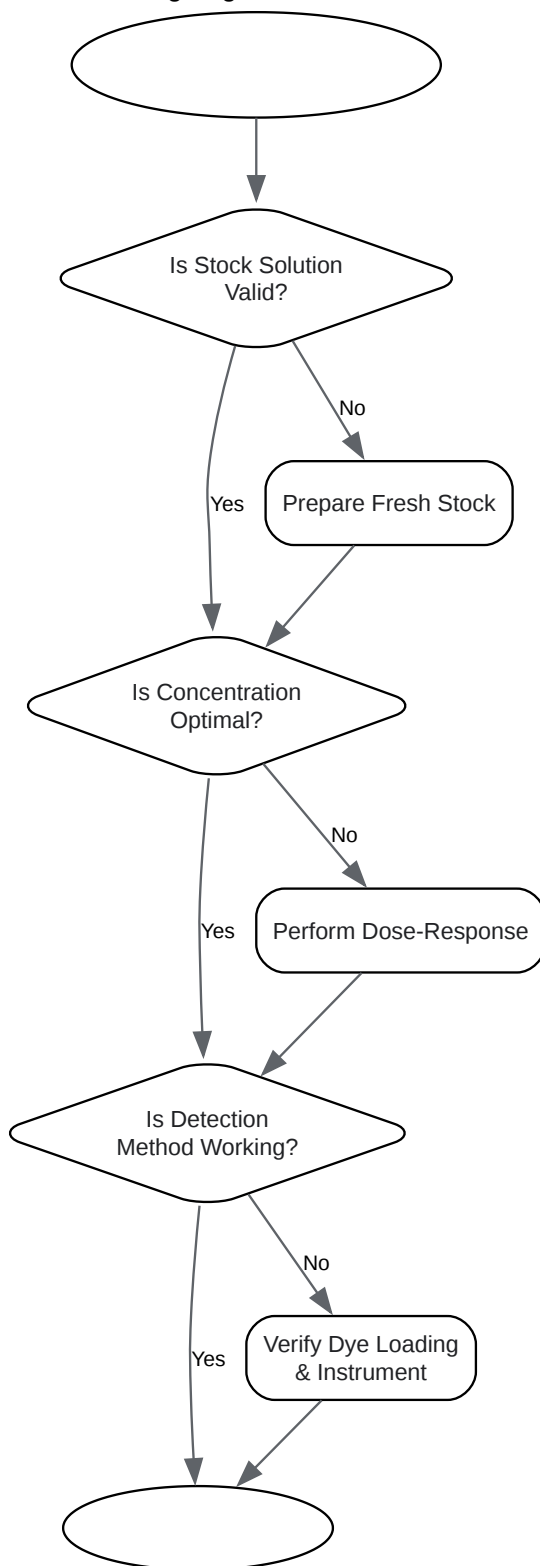 Is Stock Solution
Valid?
No
Yes
Prepare Fresh Stock
Is Concentration
Optimal?
No
Yes
Perform Dose-Response
Is Detection
Method Working?
No
Yes
Verify Dye Loading
& Instrument